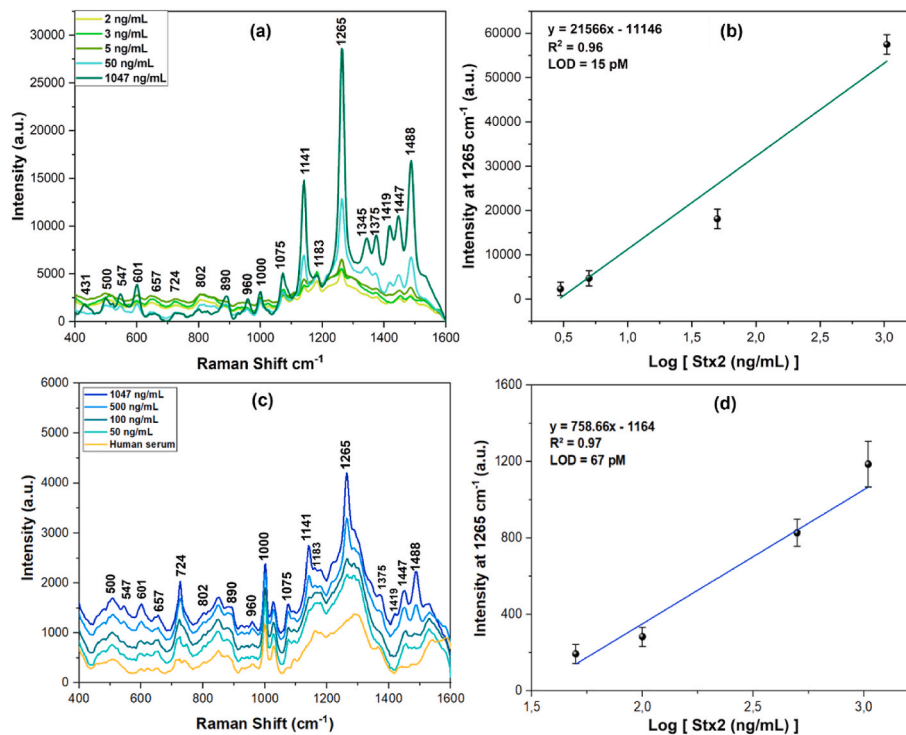 (a)
2 ng/mL
3 ng/mL
5 ng/mL
50 ng/mL
1047 ng/mL
Intensity (a.u.)
30000
25000
20000
15000
10000
5000
0
431
500
547
601
657
724
802
890
960
1000
1075
1141
1183
1265
1345
1375
1419
1447
1488
400 600 800 1000 1200 1400 1600
Raman Shift cm-1
(b)
y = 21566x - 11146
R² = 0.96
LOD = 15 pM
Intensity at 1265 cm-1 (a.u.)
60000
50000
40000
30000
20000
10000
0
0,5 1,0 1,5 2,0 2,5 3,0
Log [ Stx2 (ng/mL) ]
(c)
1047 ng/mL
500 ng/mL
100 ng/mL
50 ng/mL
Human serum
Intensity (a.u.)
6000
5000
4000
3000
2000
1000
0
500
547
601
657
724
802
890
960
1000
1075
1141
1183
1265
1375
1419
1447
1488
400 600 800 1000 1200 1400 1600
Raman Shift (cm-1)
(d)
y = 758.66x - 1164
R² = 0.97
LOD = 67 pM
Intensity at 1265 cm-1 (a.u.)
1600
1200
800
400
0
1,5 2,0 2,5 3,0
Log [ Stx2 (ng/mL) ]